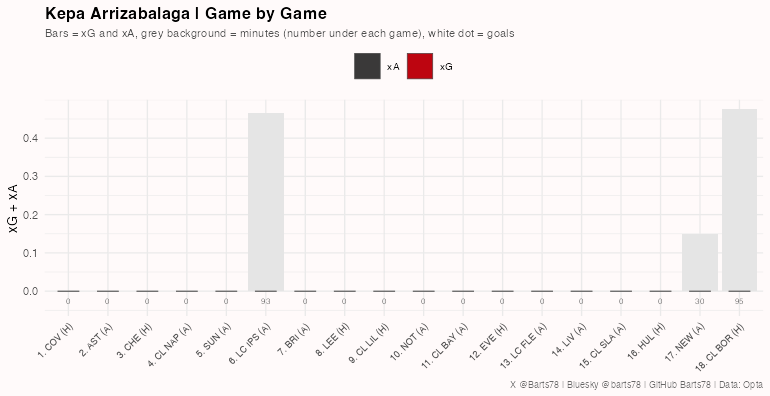 Kepa Arrizabalaga | Game by Game
Bars = xG and xA, grey background = minutes (number under each game), white dot = goals
xA xG
xG + xA
0.4
0.3
0.2
0.1
0.0
0 0 0 0 0 93 0 0 0 0 0 0 0 0 0 0 30 95
1. COV (H)
2. AST (A)
3. CHE (H)
4. CL NAP (A)
5. SUN (A)
6. LC IPS (A)
7. BRI (A)
8. LEE (H)
9. CL LIL (H)
10. NOT (A)
11. CL BAY (A)
12. EVE (H)
13. LC FLE (A)
14. LIV (A)
15. CL SLA (A)
16. HUL (H)
17. NEW (A)
18. CL BOR (H)
X @Barts78 | Bluesky @barts78 | GitHub Barts78 | Data: Opta